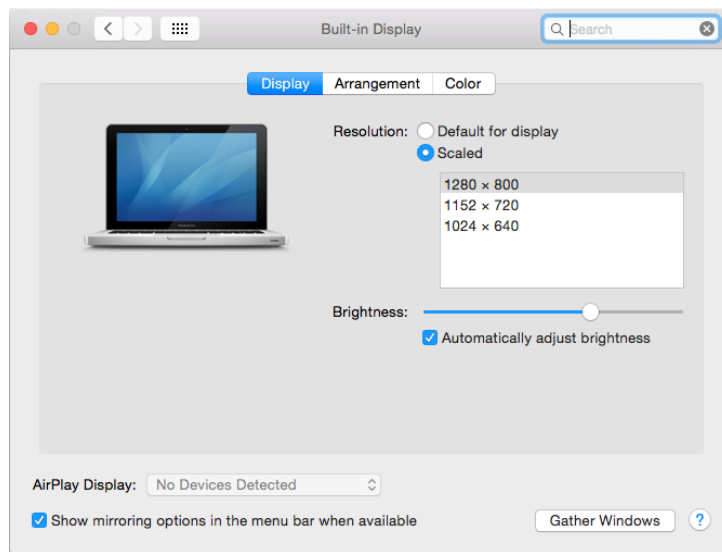 Built-in Display
Search
Display Arrangement Color
Resolution: Default for display
Scaled
1280 × 800
1152 × 720
1024 × 640
Brightness:
Automatically adjust brightness
AirPlay Display: No Devices Detected
Show mirroring options in the menu bar when available
Gather Windows ?